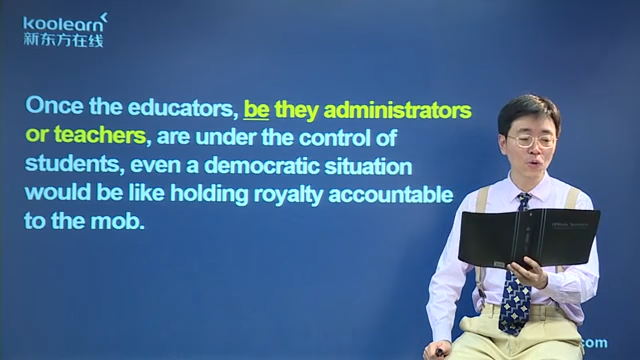 koolearn
新东方在线
Once the educators, be they administrators
or teachers, are under the control of
students, even a democratic situation
would be like holding royalty accountable
to the mob.
com